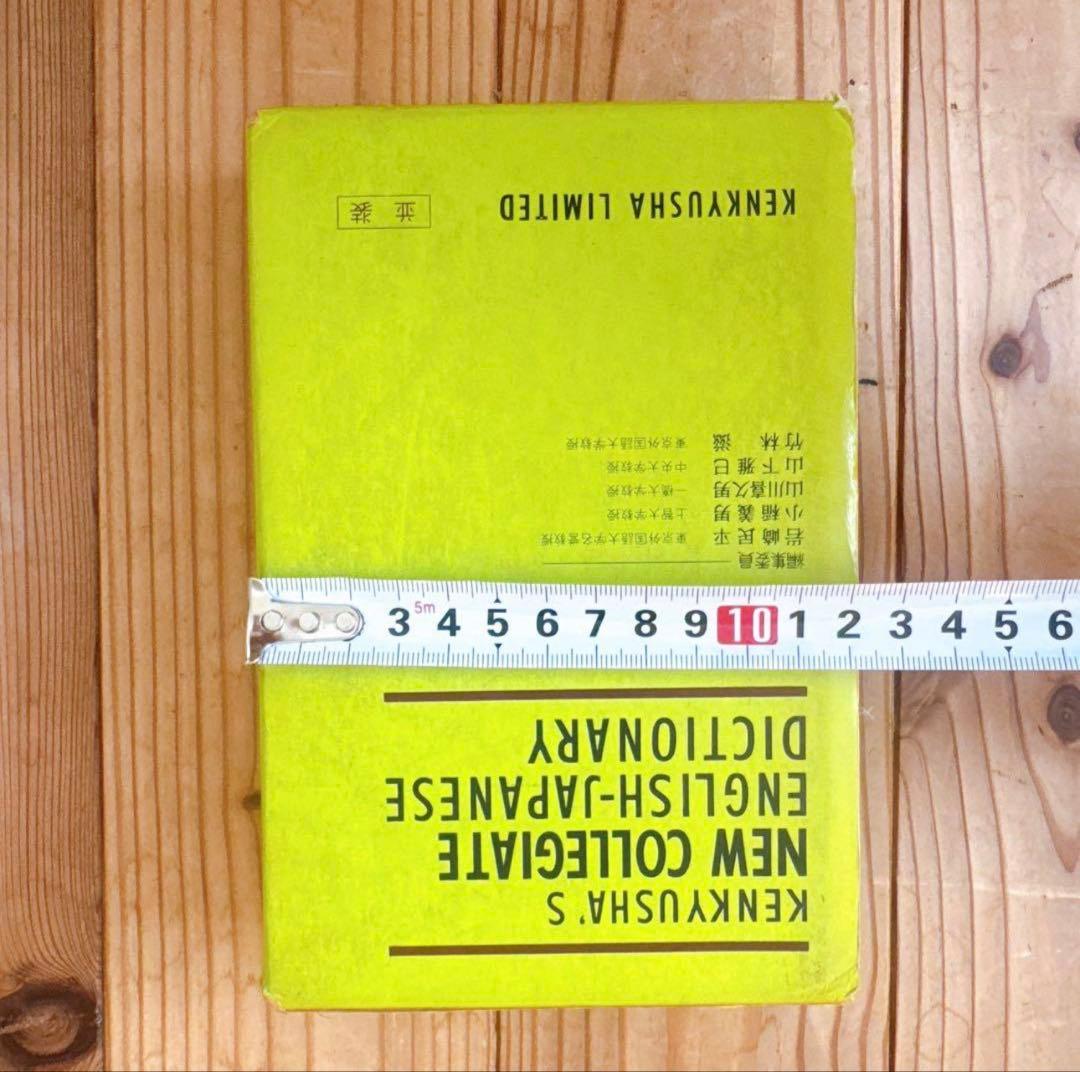 KENKYUSHA'S
NEW COLLEGIATE
ENGLISH-JAPANESE
DICTIONARY
編集委員
岩崎民平 東京外国語大学名誉教授
小稲義男 上智大学教授
山川喜久男 一橋大学教授
山下雅巳 中央大学教授
竹林 滋 東京外国語大学教授
KENKYUSHA LIMITED
並装
3 5m 4 5 6 7 8 9 10 1 2 3 4 5 6